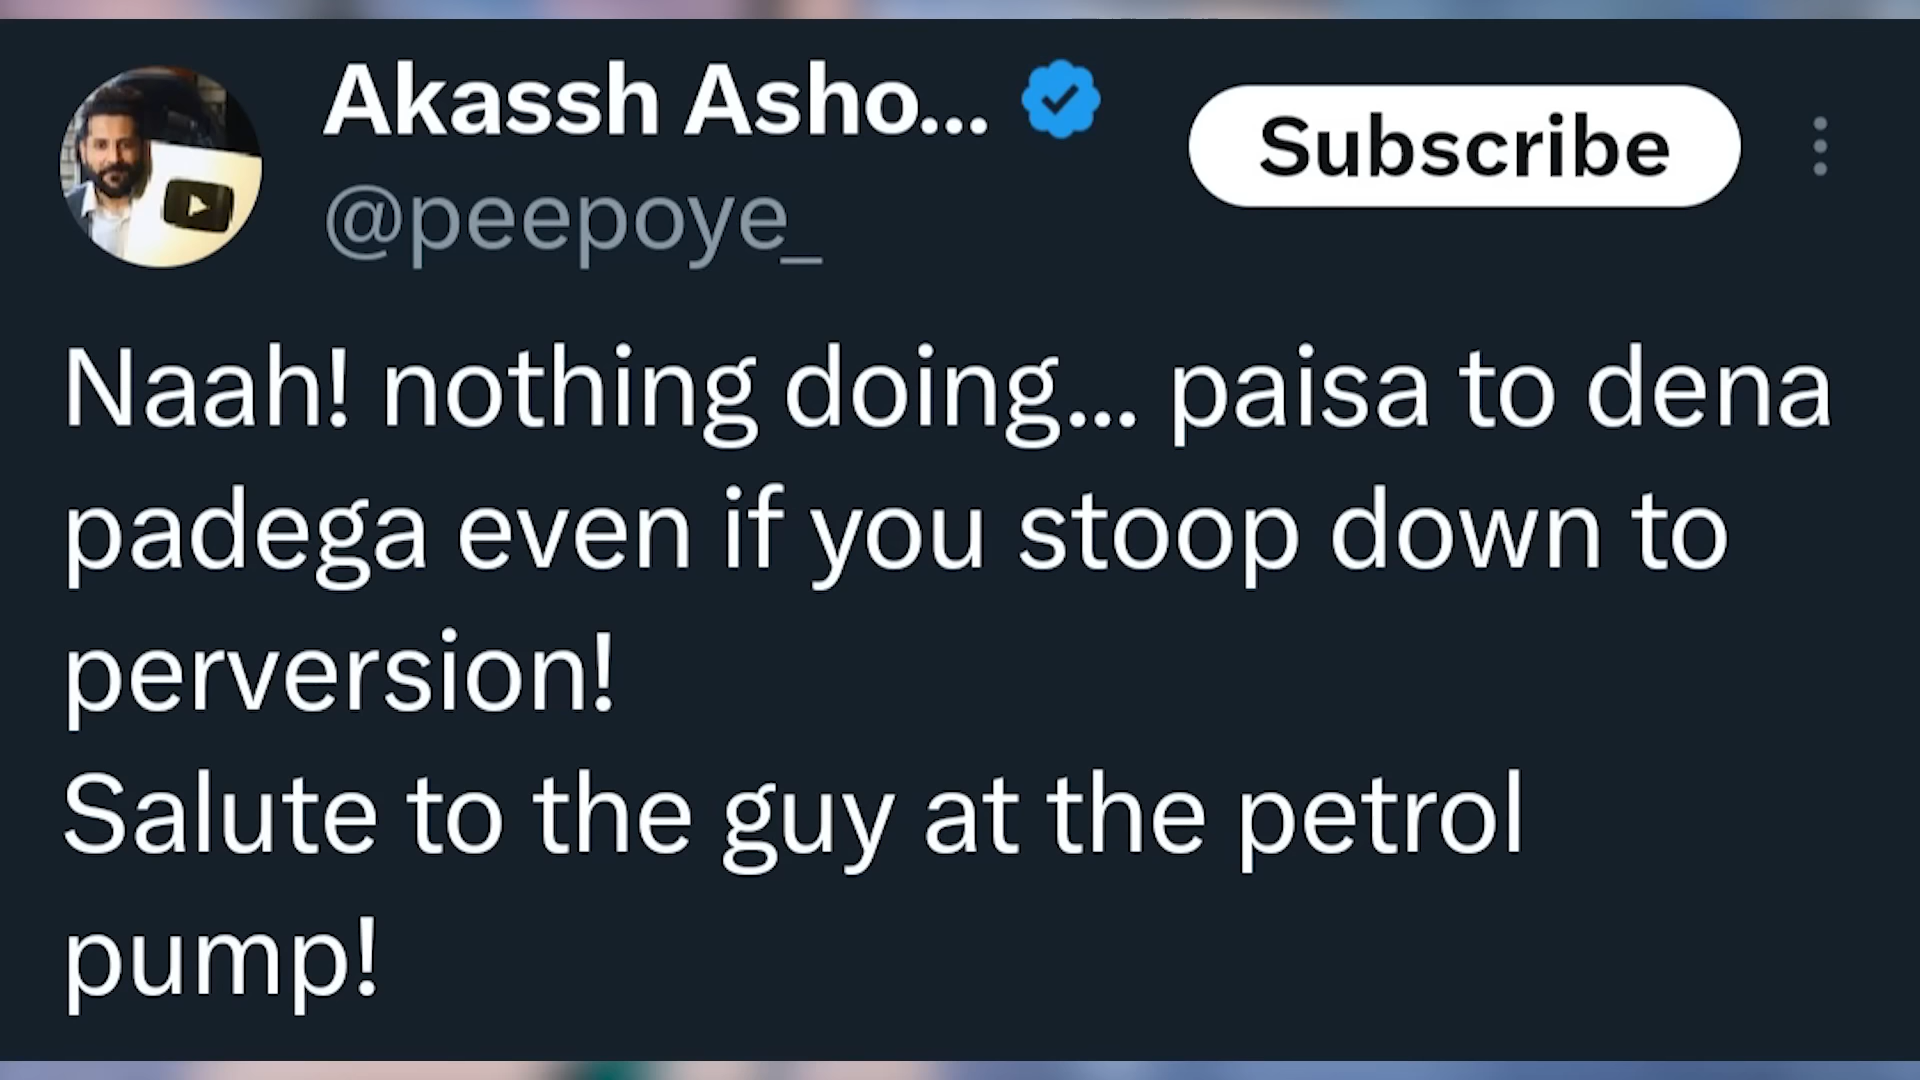 Akassh Asho...
Subscribe
@peepoye_
Naah! nothing doing... paisa to dena
padega even if you stoop down to
perversion!
Salute to the guy at the petrol
pump!